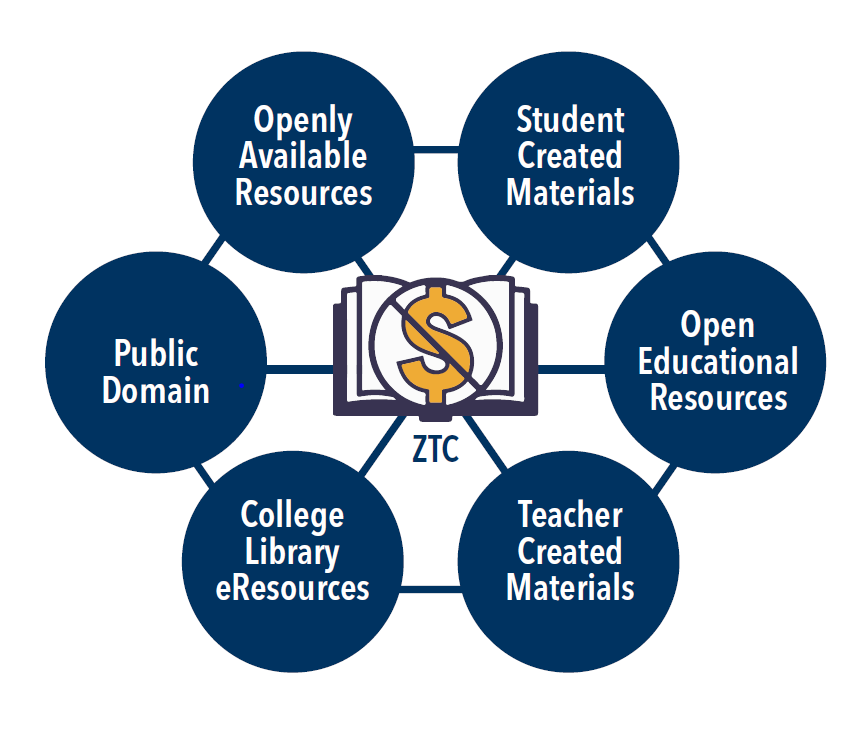 Openly
Available
Resources
Student
Created
Materials
Public
Domain
$
ZTC
Open
Educational
Resources
College
Library
eResources
Teacher
Created
Materials